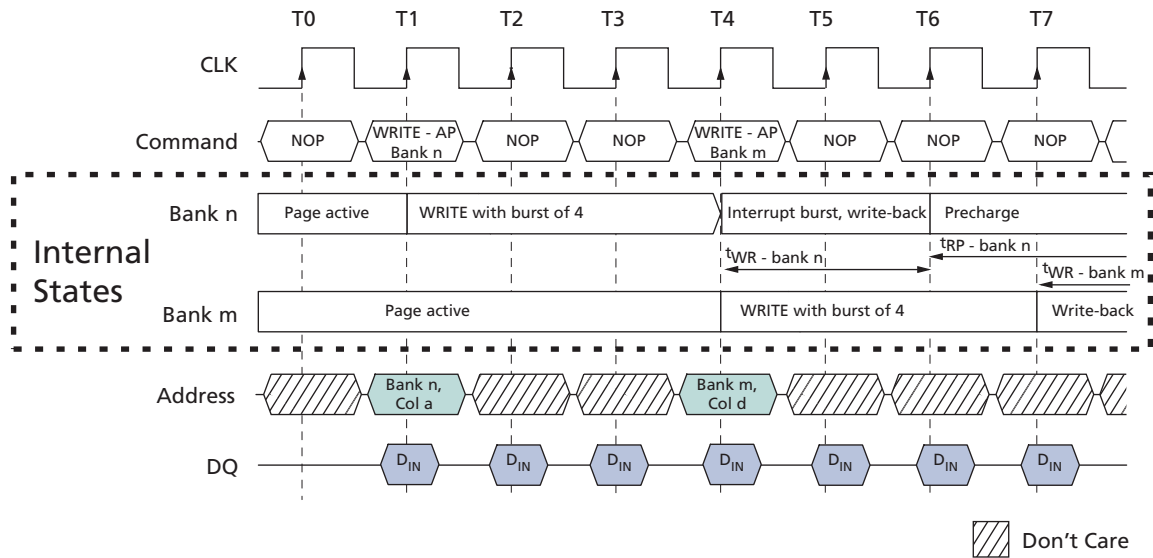 T0 T1 T2 T3 T4 T5 T6 T7
CLK
Command NOP WRITE - AP Bank n NOP NOP WRITE - AP Bank m NOP NOP NOP
Internal States
Bank n Page active WRITE with burst of 4 Interrupt burst, write-back Precharge
tWR - bank n tRP - bank n
tWR - bank m
Bank m Page active WRITE with burst of 4 Write-back
Address Bank n, Col a Bank m, Col d
DQ DIN DIN DIN DIN DIN DIN DIN
Don't Care